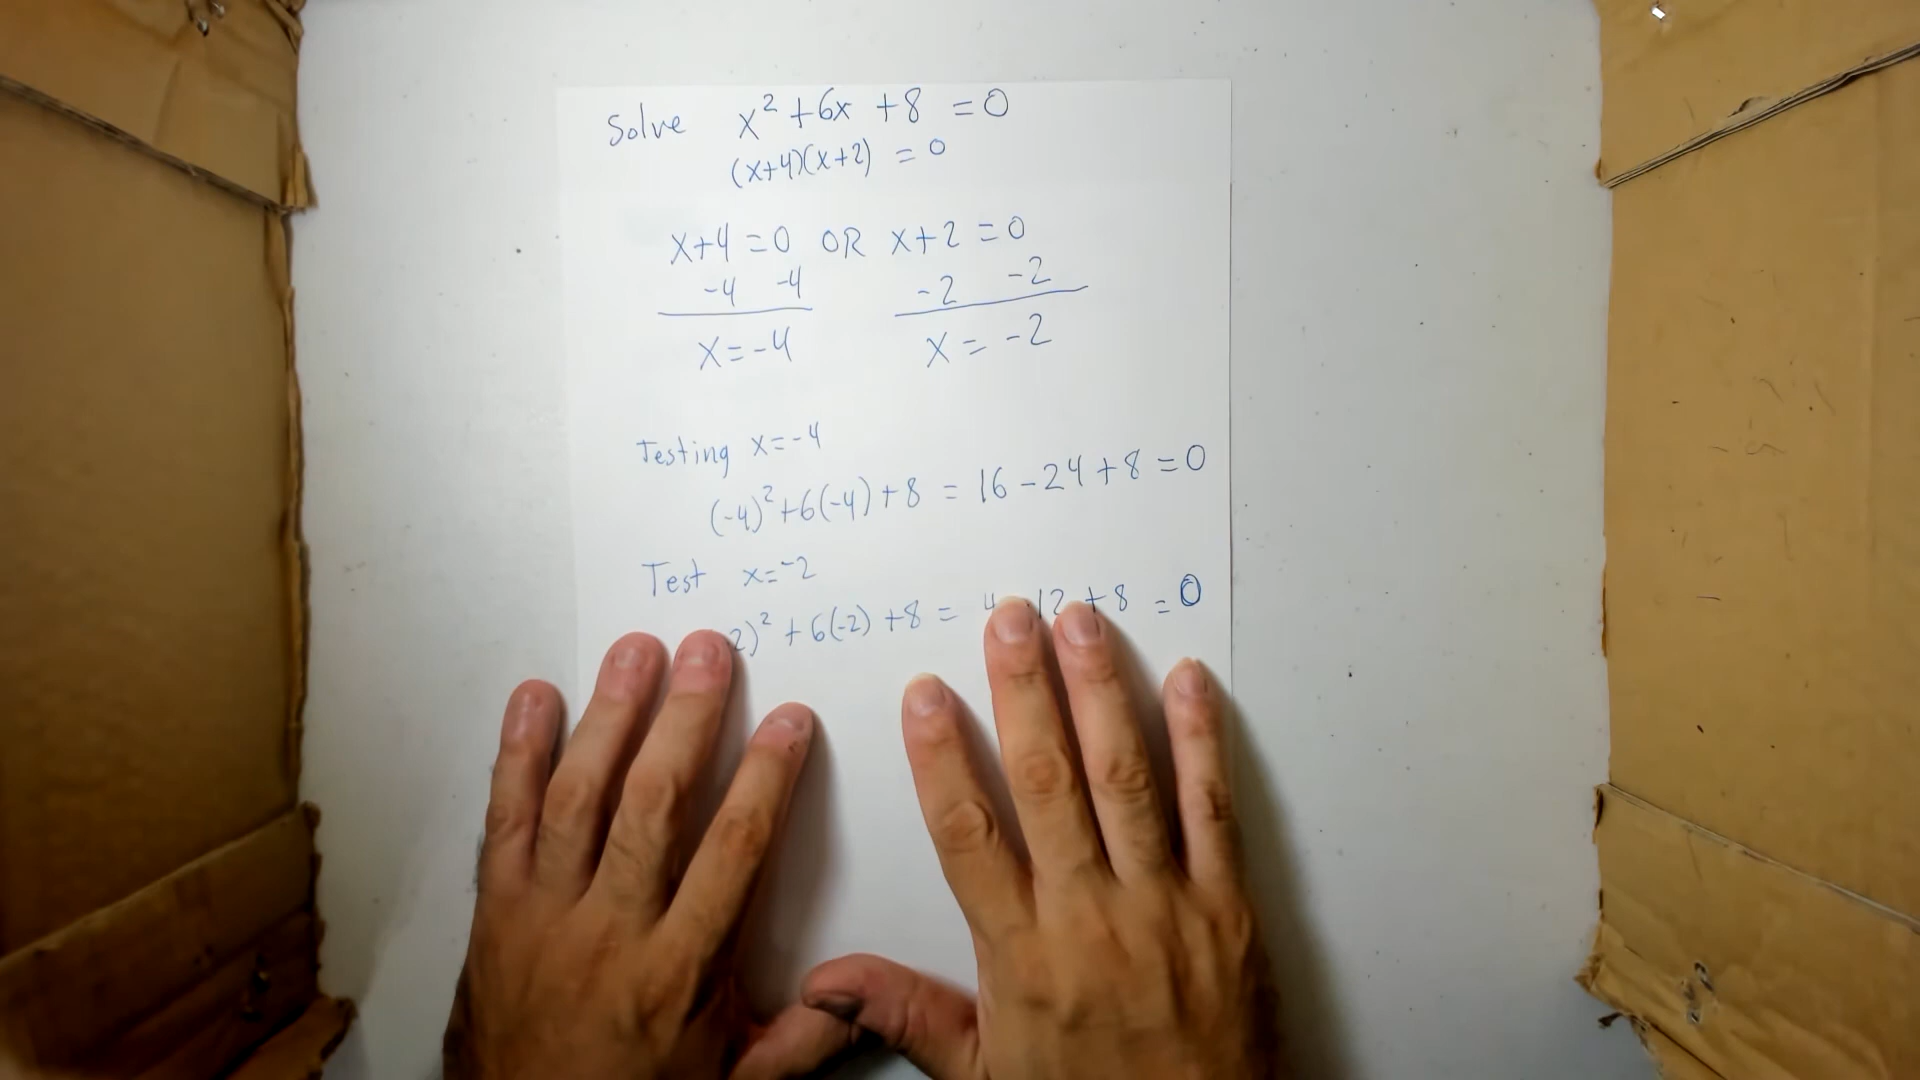 Solve x² + 6x + 8 = 0
(x+4)(x+2) = 0
x+4 = 0 OR x+2 = 0
-4 -4 -2 -2
x = -4 x = -2
Testing x = -4
(-4)² + 6(-4) + 8 = 16 - 24 + 8 = 0
Test x = -2
2)² + 6(-2) + 8 = 4 12 + 8 = 0